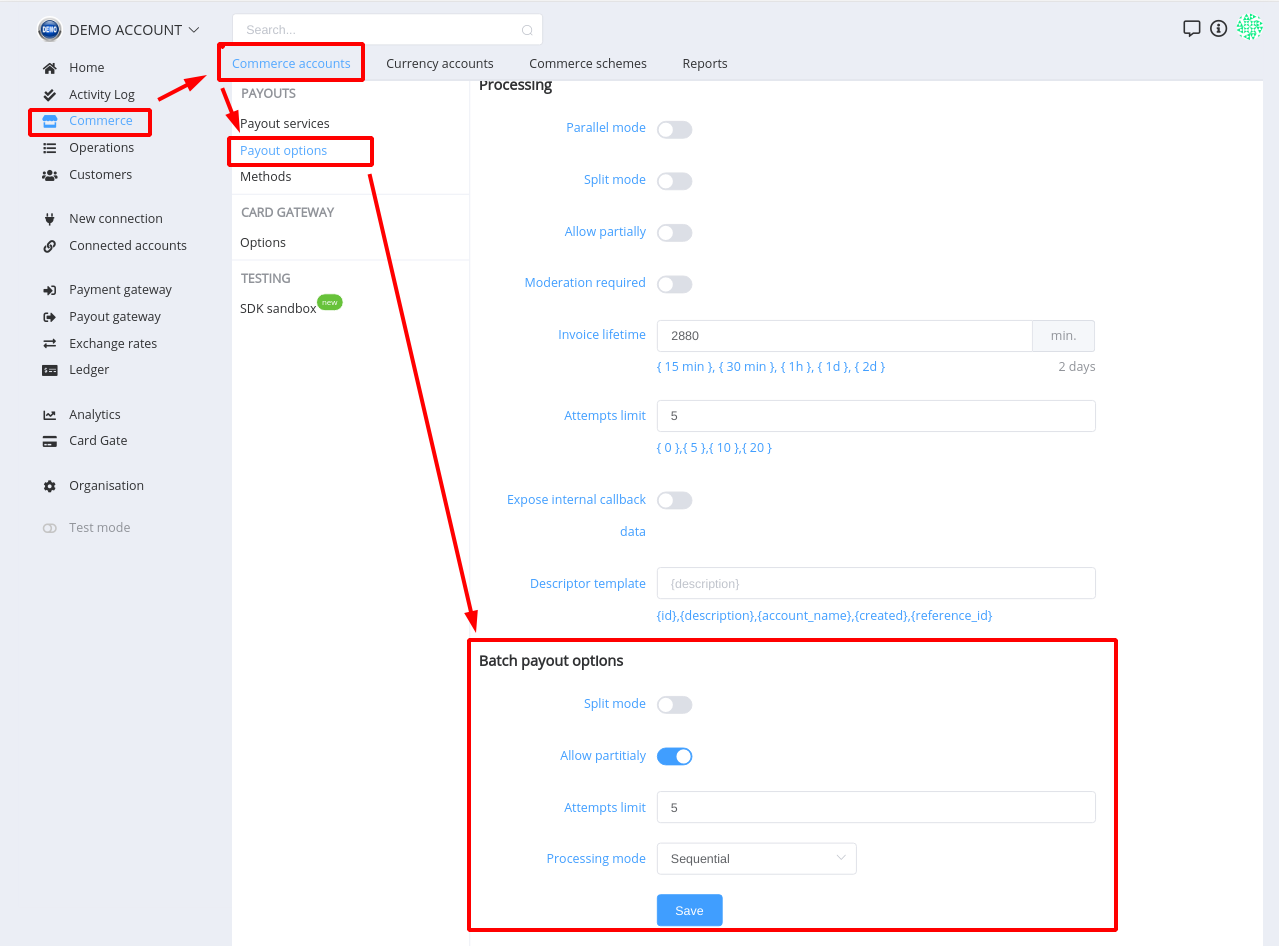 DEMO
DEMO ACCOUNT
Search...
Home
Activity Log
Commerce
Operations
Customers
New connection
Connected accounts
Payment gateway
Payout gateway
Exchange rates
Ledger
Analytics
Card Gate
Organisation
Test mode
Commerce accounts
Currency accounts
Commerce schemes
Reports
PAYOUTS
Payout services
Payout options
Methods
CARD GATEWAY
Options
TESTING
SDK sandbox new
Processing
Parallel mode
Split mode
Allow partially
Moderation required
Invoice lifetime 2880 min.
{ 15 min }, { 30 min }, { 1h }, { 1d }, { 2d } 2 days
Attempts limit 5
{ 0 },{ 5 },{ 10 },{ 20 }
Expose internal callback
data
Descriptor template {description}
{id},{description},{account_name},{created},{reference_id}
Batch payout options
Split mode
Allow partitialy
Attempts limit 5
Processing mode Sequential
Save